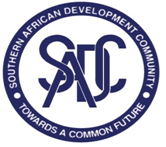 SOUTHERN AFRICAN DEVELOPMENT COMMUNITY
SADC
TOWARDS A COMMON FUTURE